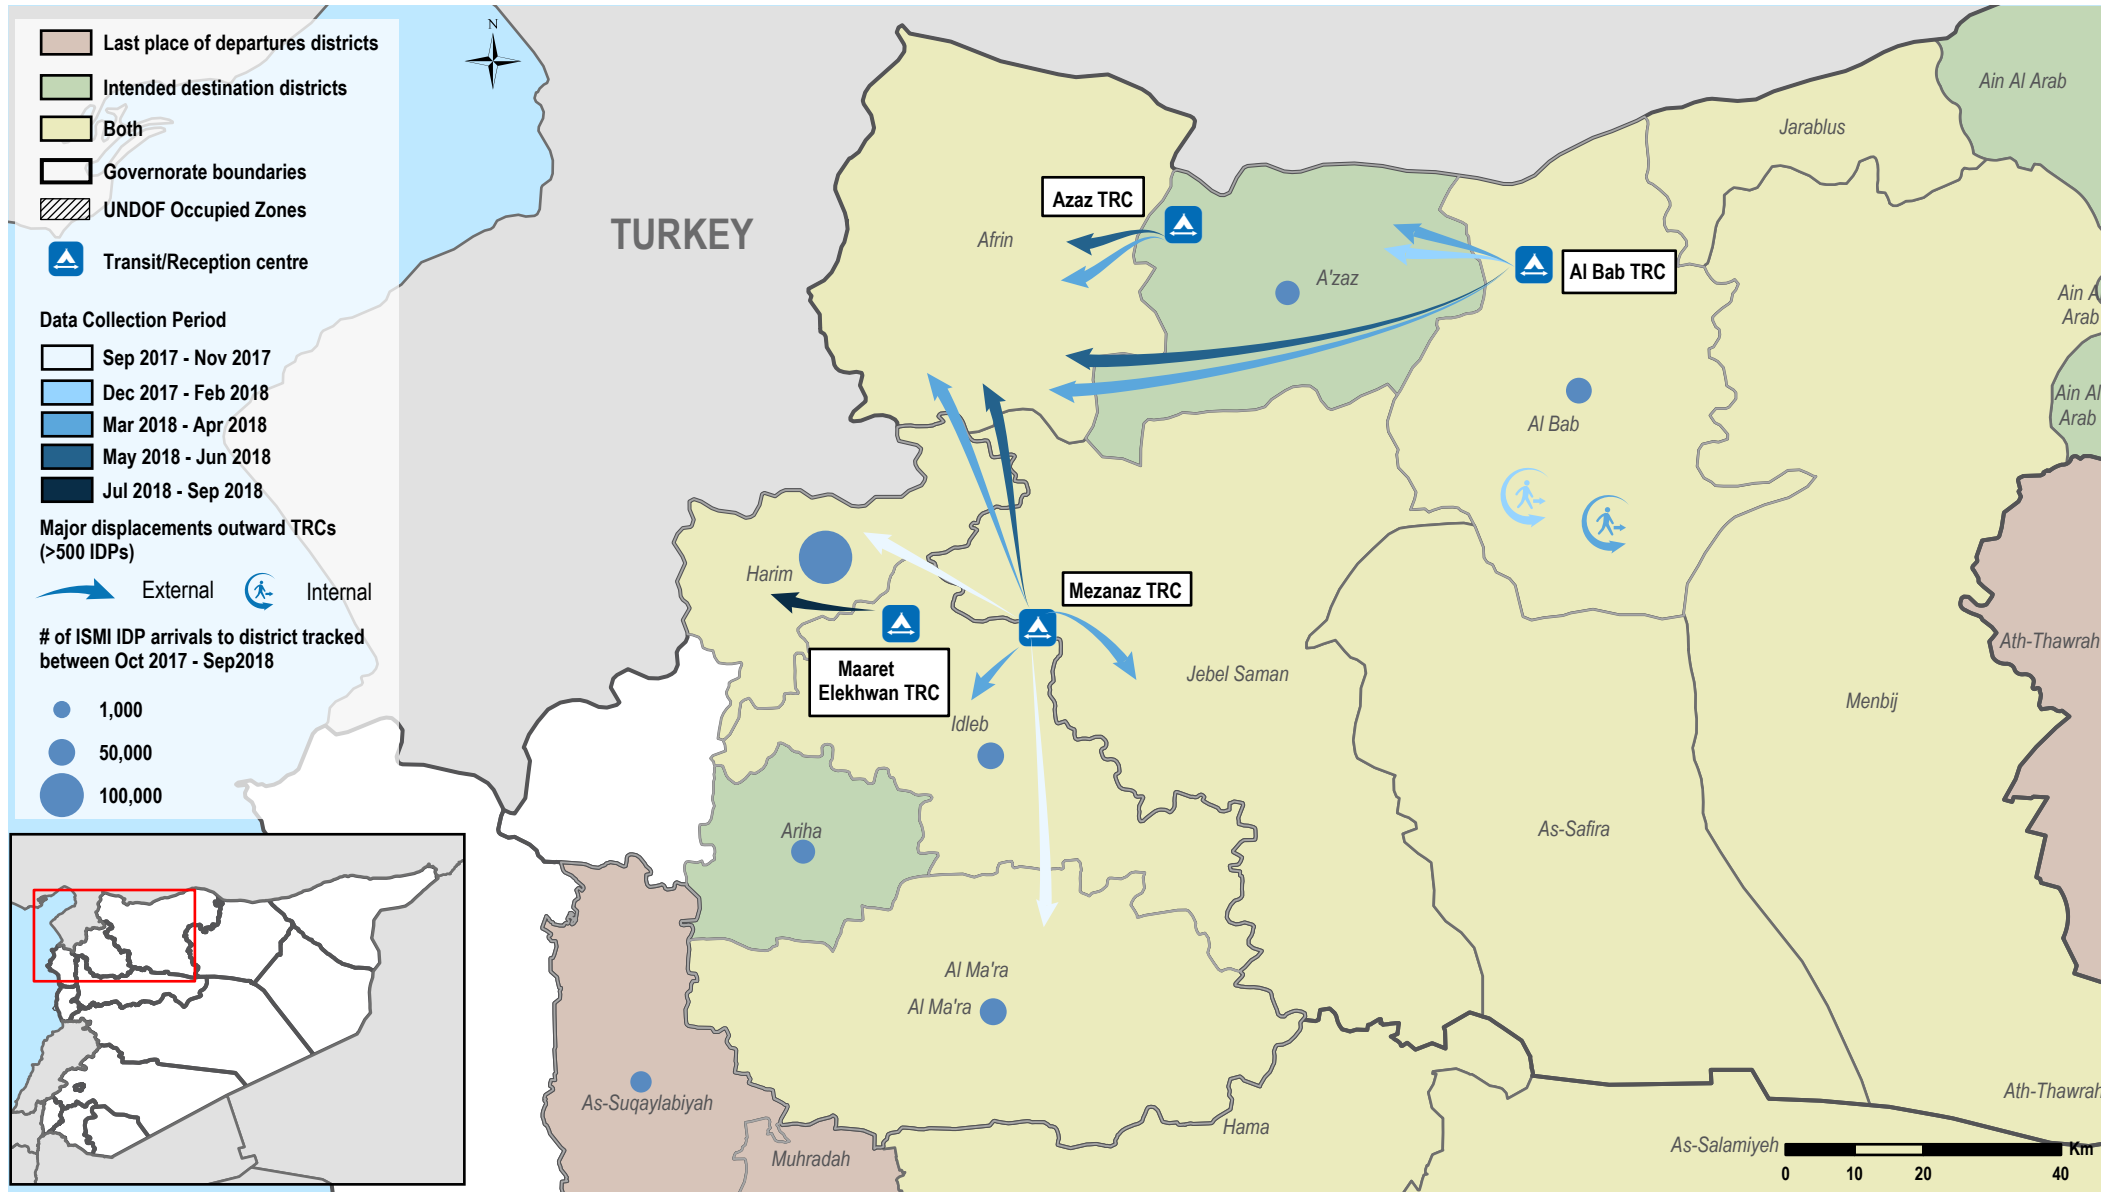 Last place of departures districts
Intended destination districts
Both
Governorate boundaries
UNDOF Occupied Zones
Transit/Reception centre
Data Collection Period
Sep 2017 - Nov 2017
Dec 2017 - Feb 2018
Mar 2018 - Apr 2018
May 2018 - Jun 2018
Jul 2018 - Sep 2018
Major displacements outward TRCs
(>500 IDPs)
External
Internal
# of ISMI IDP arrivals to district tracked
between Oct 2017 - Sep2018
1,000
50,000
100,000
N
TURKEY
Ain Al Arab
Jarablus
Azaz TRC
Afrin
A'zaz
Al Bab TRC
Ain A
Arab
Ain Al
Arab
Al Bab
Harim
Mezanaz TRC
Maaret
Elekhwan TRC
Jebel Saman
Idleb
Ath-Thawrah
Menbij
Ariha
As-Safira
Al Ma'ra
Al Ma'ra
As-Suqaylabiyah
Ath-Thawrah
Hama
Muhradah
As-Salamiyeh
Km
0
10
20
40